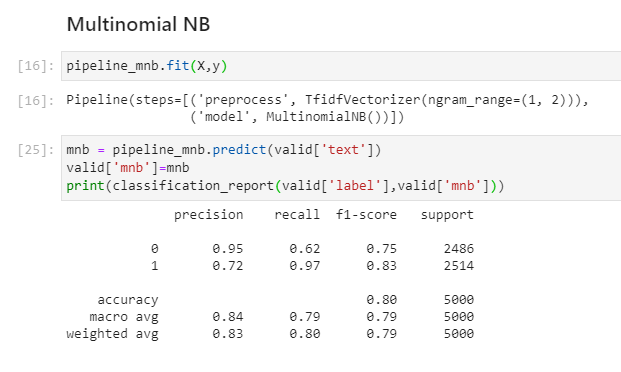 Multinomial NB
[16]: pipeline_mnb.fit(X,y)
[16]: Pipeline(steps=[('preprocess', TfidfVectorizer(ngram_range=(1, 2))),
('model', MultinomialNB())])
[25]: mnb = pipeline_mnb.predict(valid['text'])
valid['mnb']=mnb
print(classification_report(valid['label'],valid['mnb']))
precision recall f1-score support
0 0.95 0.62 0.75 2486
1 0.72 0.97 0.83 2514
accuracy 0.80 5000
macro avg 0.84 0.79 0.79 5000
weighted avg 0.83 0.80 0.79 5000